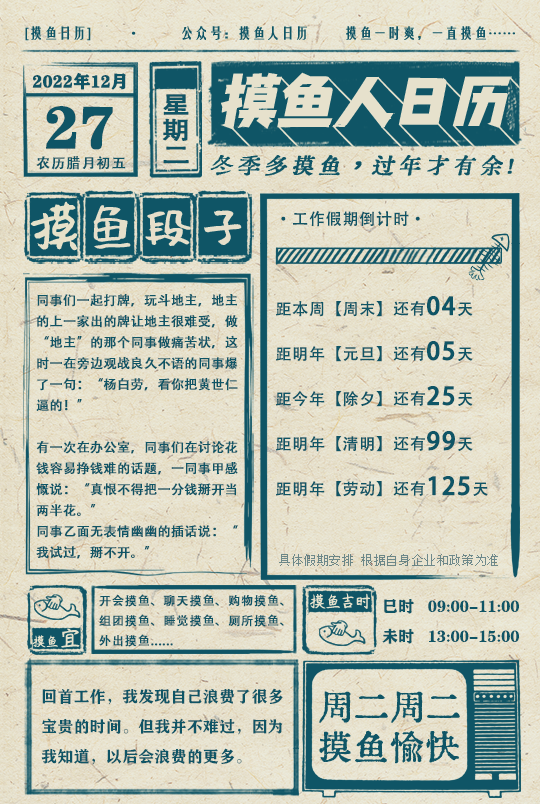 [摸鱼日历] · 公众号：摸鱼人日历 摸鱼一时爽，一直摸鱼……
2022年12月
27
农历腊月初五
星期二
摸鱼人日历
冬季多摸鱼，过年才有余！
摸鱼段子
同事们一起打牌，玩斗地主，地主
的上一家出的牌让地主很难受，做
“地主”的那个同事做痛苦状，这
时一在旁边观战良久不语的同事爆
了一句：“杨白劳，看你把黄世仁
逼的！”
有一次在办公室，同事们在讨论花
钱容易挣钱难的话题，一同事甲感
慨说：“真恨不得把一分钱掰开当
两半花。”
同事乙面无表情幽幽的插话说：“
我试过，掰不开。”
·工作假期倒计时·
距本周【周末】还有04天
距明年【元旦】还有05天
距今年【除夕】还有25天
距明年【清明】还有99天
距明年【劳动】还有125天
具体假期安排 根据自身企业和政策为准
摸鱼宜
开会摸鱼、聊天摸鱼、购物摸鱼、
组团摸鱼、睡觉摸鱼、厕所摸鱼、
外出摸鱼……
摸鱼吉时
巳时 09:00-11:00
未时 13:00-15:00
回首工作，我发现自己浪费了很多
宝贵的时间。但我并不难过，因为
我知道，以后会浪费的更多。
周二周二
摸鱼愉快